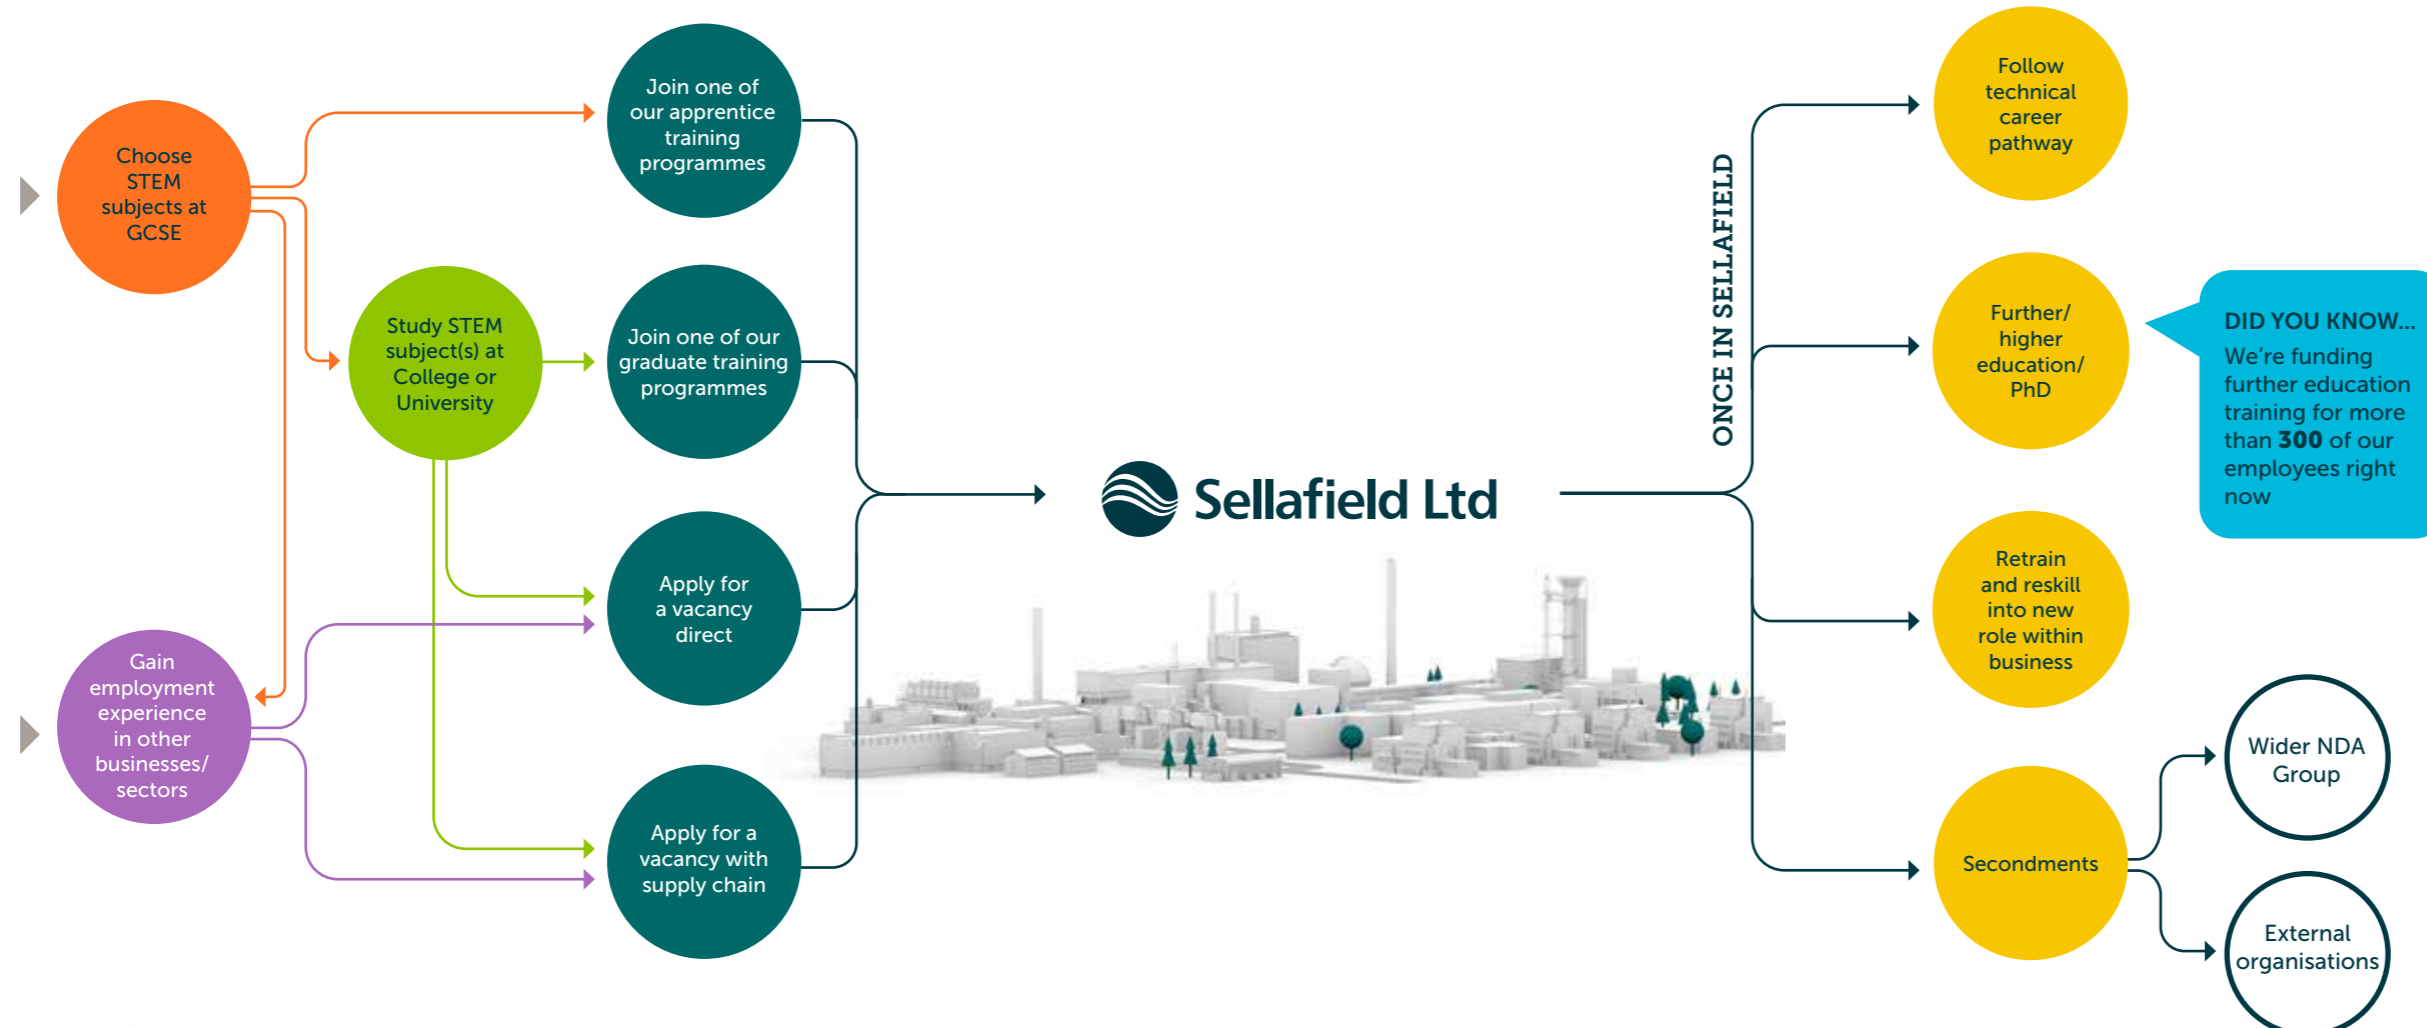 Choose
STEM
subjects at
GCSE
Gain
employment
experience
in other
businesses/
sectors
Study STEM
subject(s) at
College or
University
Join one of
our apprentice
training
programmes
Join one of our
graduate training
programmes
Apply for
a vacancy
direct
Apply for a
vacancy with
supply chain
Sellafield Ltd
ONCE IN SELLAFIELD
Follow
technical
career
pathway
Further/
higher
education/
PhD
DID YOU KNOW...
We're funding
further education
training for more
than 300 of our
employees right
now
Retrain
and reskill
into new
role within
business
Secondments
Wider NDA
Group
External
organisations